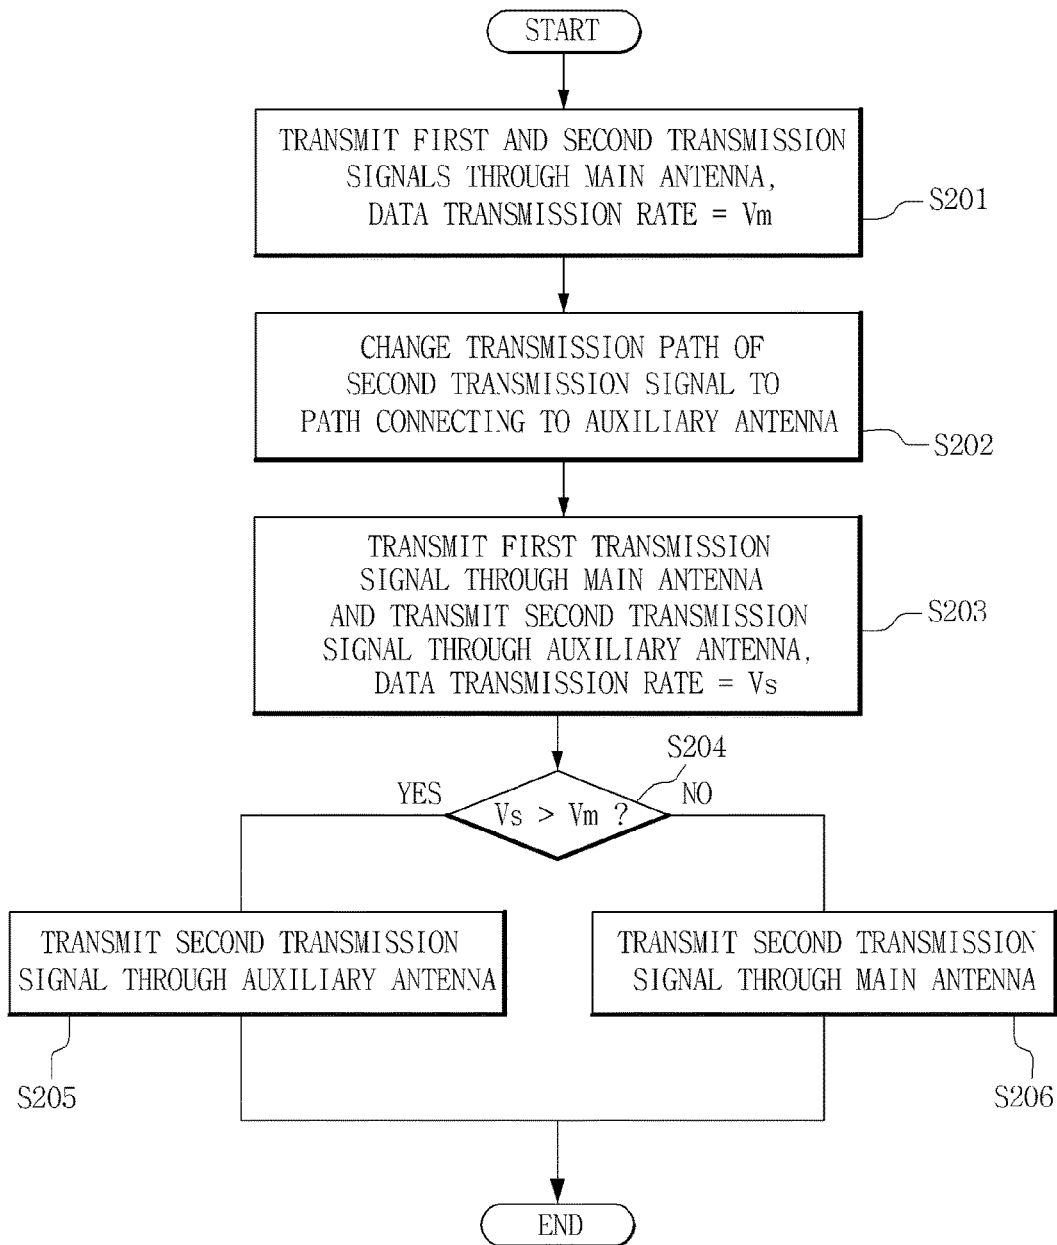 START
TRANSMIT FIRST AND SECOND TRANSMISSION
SIGNALS THROUGH MAIN ANTENNA,
DATA TRANSMISSION RATE = Vm
S201
CHANGE TRANSMISSION PATH OF
SECOND TRANSMISSION SIGNAL TO
PATH CONNECTING TO AUXILIARY ANTENNA
S202
TRANSMIT FIRST TRANSMISSION
SIGNAL THROUGH MAIN ANTENNA
AND TRANSMIT SECOND TRANSMISSION
SIGNAL THROUGH AUXILIARY ANTENNA,
DATA TRANSMISSION RATE = Vs
S203
S204
YES
Vs > Vm ?
NO
TRANSMIT SECOND TRANSMISSION
SIGNAL THROUGH AUXILIARY ANTENNA
S205
TRANSMIT SECOND TRANSMISSION
SIGNAL THROUGH MAIN ANTENNA
S206
END